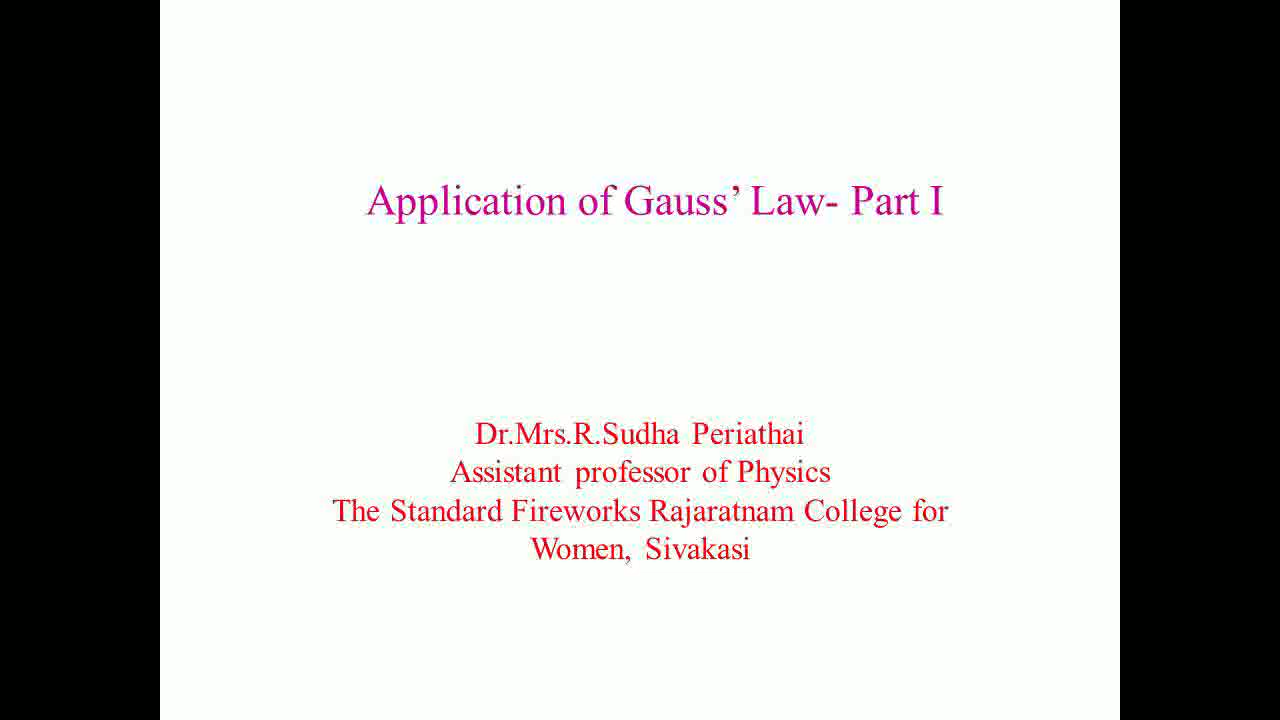 Application of Gauss’ Law- Part I
Dr.Mrs.R.Sudha Periathai
Assistant professor of Physics
The Standard Fireworks Rajaratnam College for
Women, Sivakasi